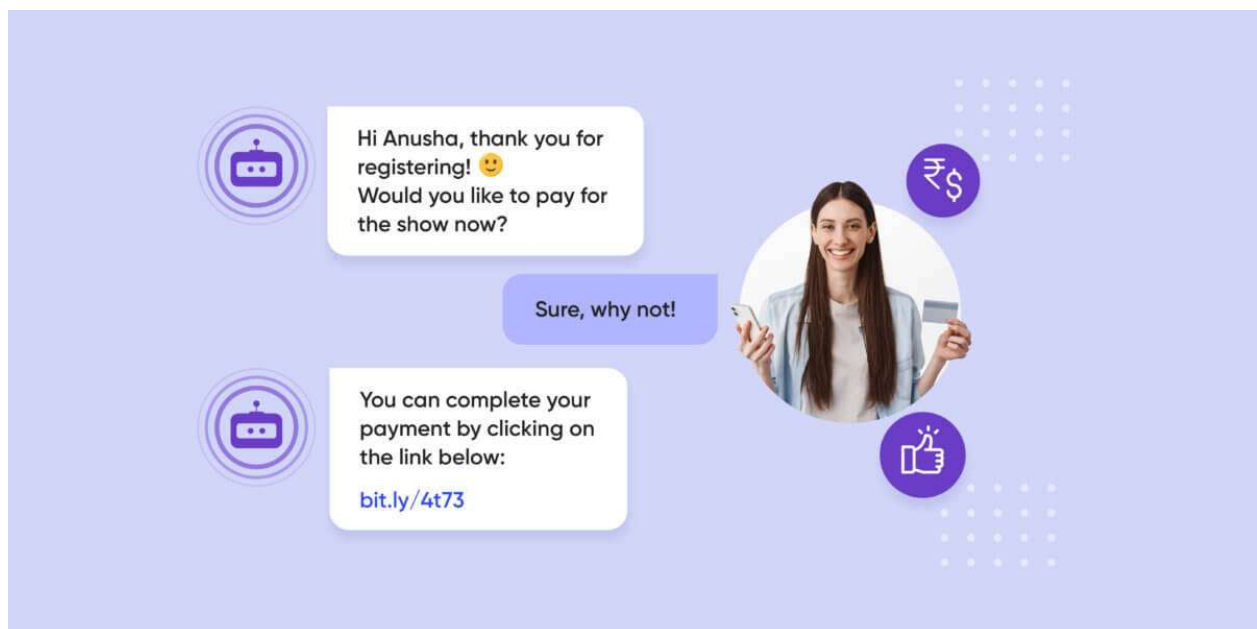 Hi Anusha, thank you for
registering! 🙂
Would you like to pay for
the show now?
Sure, why not!
You can complete your
payment by clicking on
the link below:
bit.ly/4t73
₹$